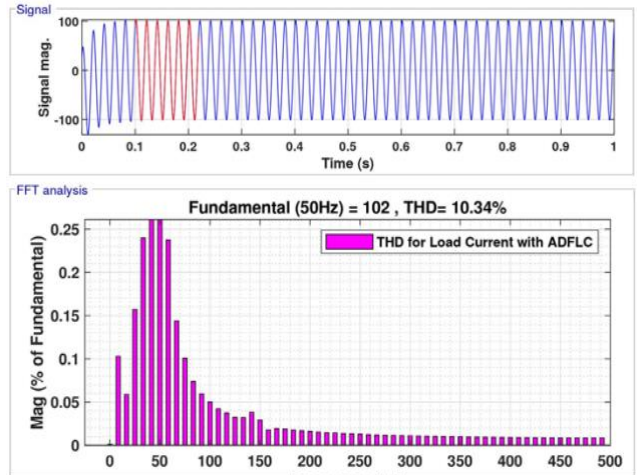 Signal
Signal mag.
100
0
-100
0 0.1 0.2 0.3 0.4 0.5 0.6 0.7 0.8 0.9 1
Time (s)
FFT analysis
Fundamental (50Hz) = 102 , THD= 10.34%
THD for Load Current with ADFLC
Mag (% of Fundamental)
0.25
0.2
0.15
0.1
0.05
0
0 50 100 150 200 250 300 350 400 450 500